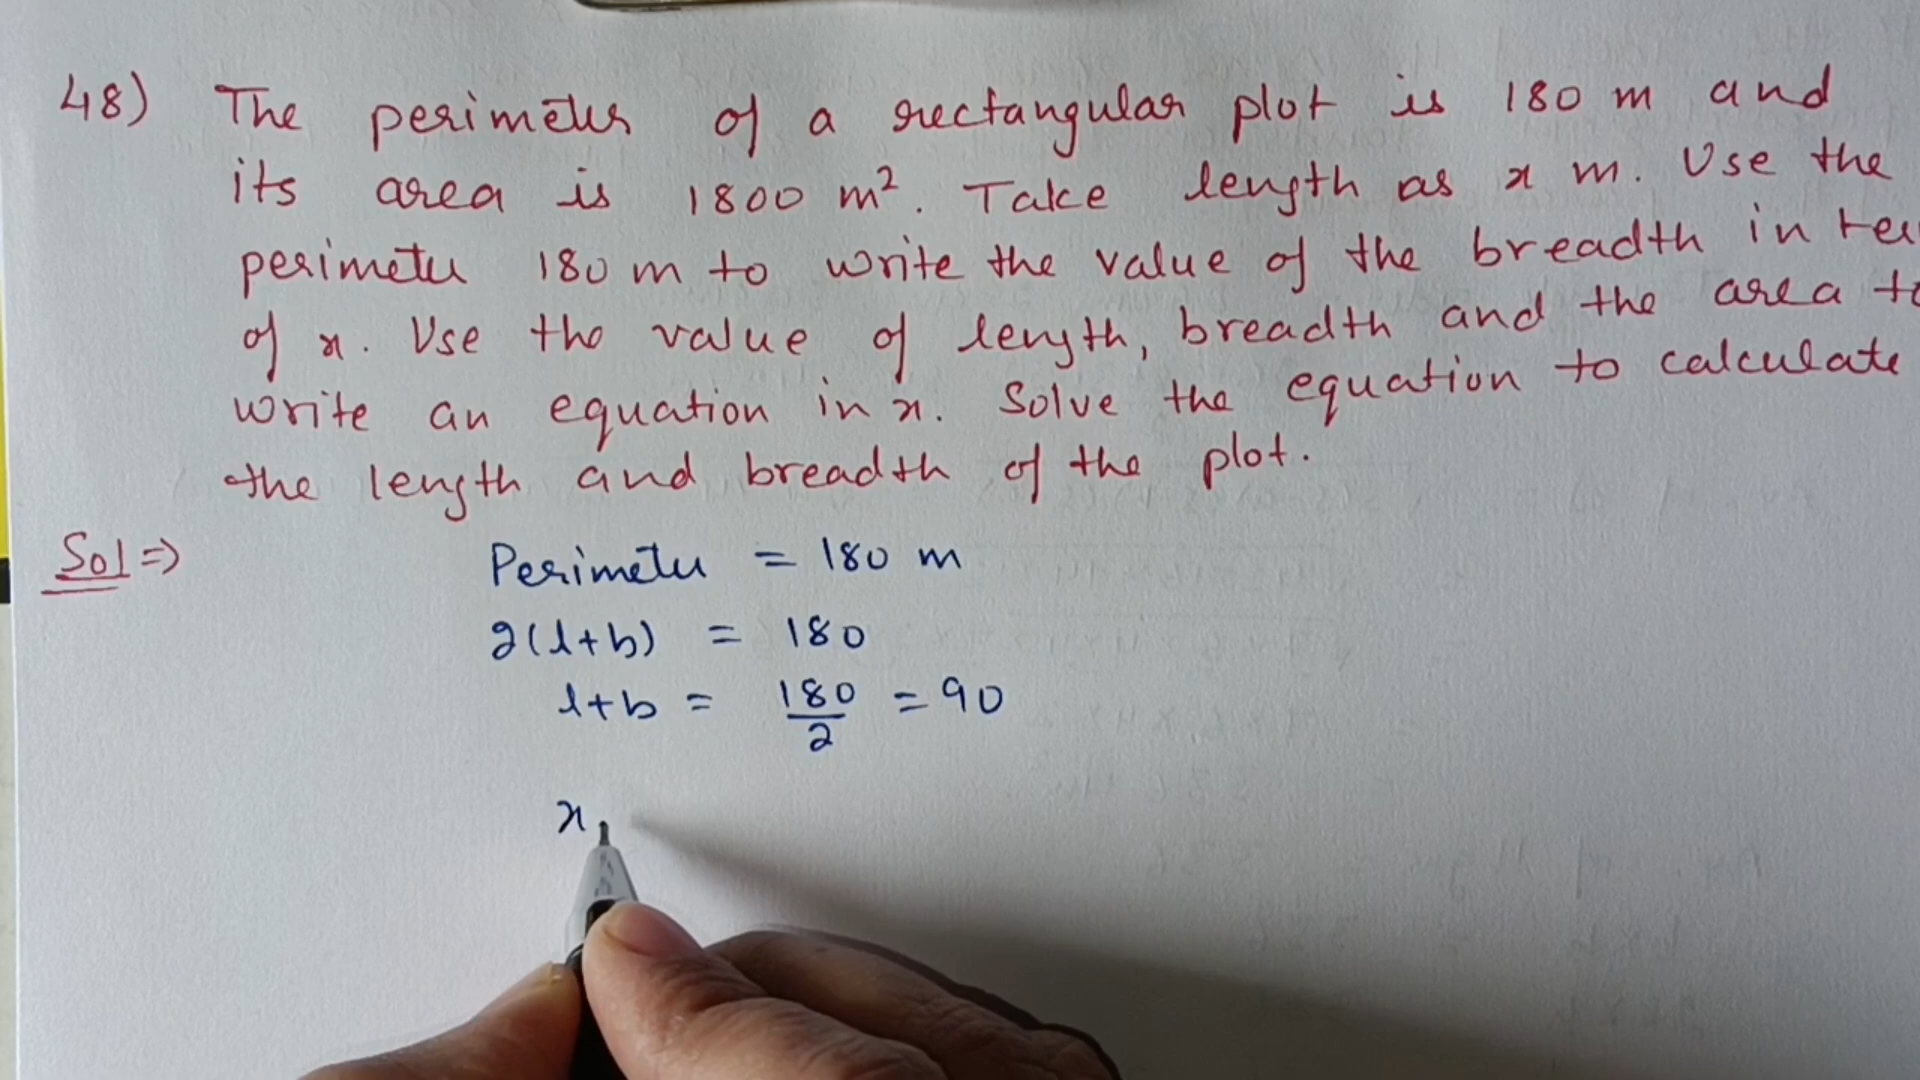 48) The perimeter of a rectangular plot is 180 m and
its area is 1800 m². Take length as x m. Use the
perimeter 180 m to write the value of the breadth in
of x. Use the value of length, breadth and the area to
write an equation in x. Solve the equation to calculate
the length and breadth of the plot.
Sol ⇒ Perimeter = 180 m
2(l+b) = 180
l+b = 180/2 = 90
x